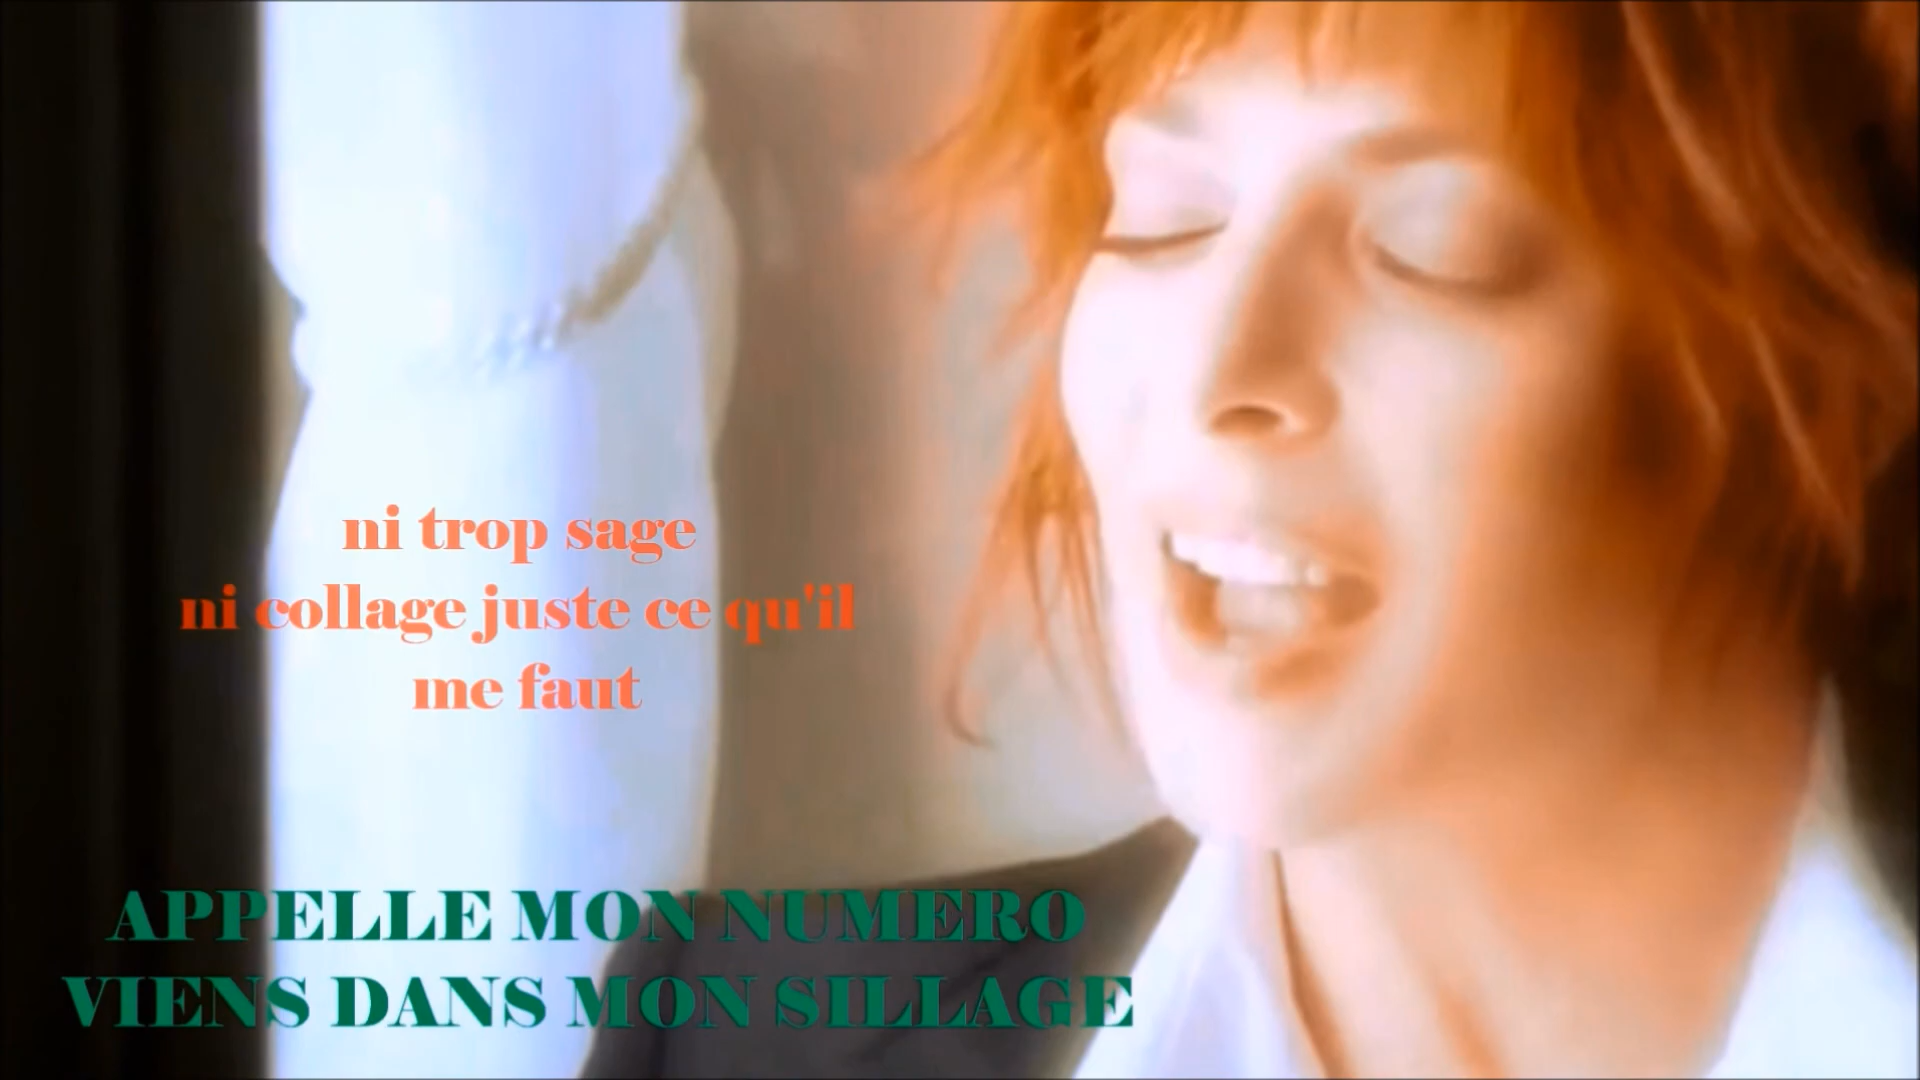 ni trop sage
ni collage juste ce qu'il
me faut
APPELLE MON NUMERO
VIENS DANS MON SILLAGE